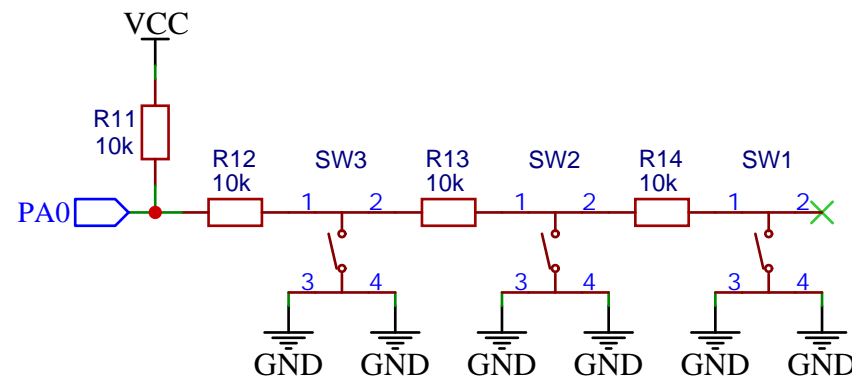 VCC
R11
10k
R12
10k
SW3
R13
10k
SW2
R14
10k
SW1
PA0
1 2 1 2 1 2
3 4 3 4 3 4
GND GND GND GND GND GND